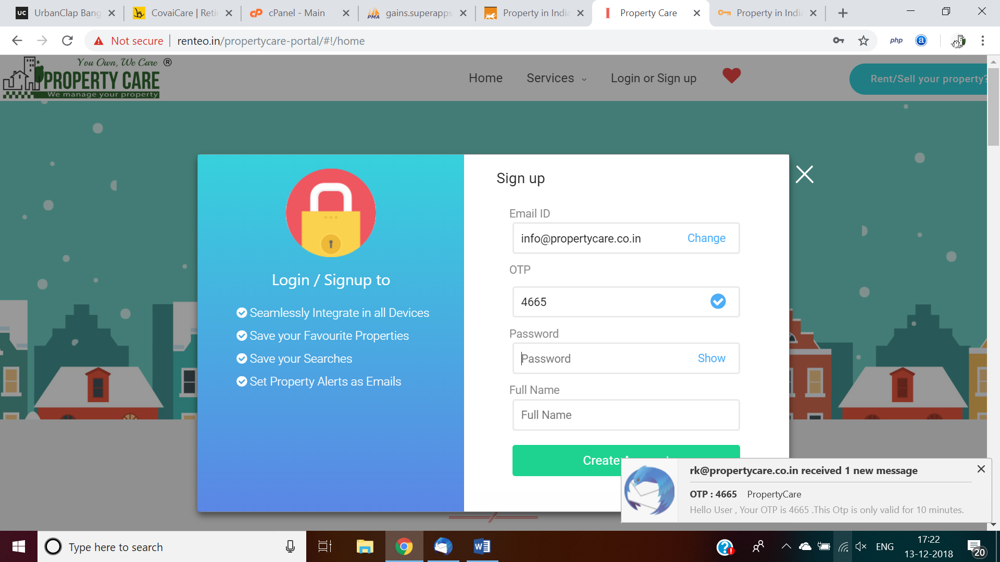 UC UrbanClap Bang
CovaiCare | Reti
cP cPanel - Main
PMA gains.superapps
Property in India
Property Care
Property in India
Not secure renteo.in/propertycare-portal/#!/home
php
a
You Own, We Care ®
PROPERTY CARE
We manage your property
Home
Services
Login or Sign up
Rent/Sell your property?
Login / Signup to
Seamlessly Integrate in all Devices
Save your Favourite Properties
Save your Searches
Set Property Alerts as Emails
Sign up
Email ID
info@propertycare.co.in Change
OTP
4665
Password
Password Show
Full Name
Full Name
Create
rk@propertycare.co.in received 1 new message
OTP : 4665 PropertyCare
Hello User , Your OTP is 4665 .This Otp is only valid for 10 minutes.
Type here to search
W
ENG
17:22
13-12-2018
20